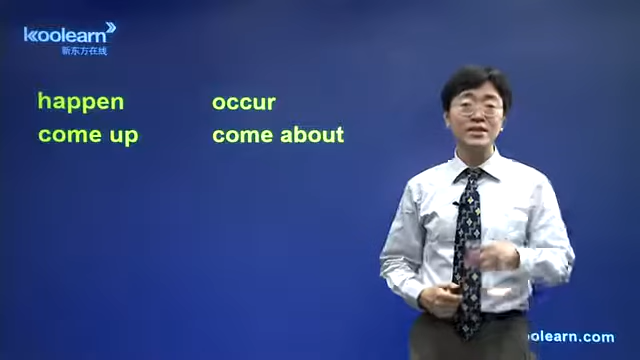 koolearn
新东方在线
happen occur
come up come about
oolearn.com